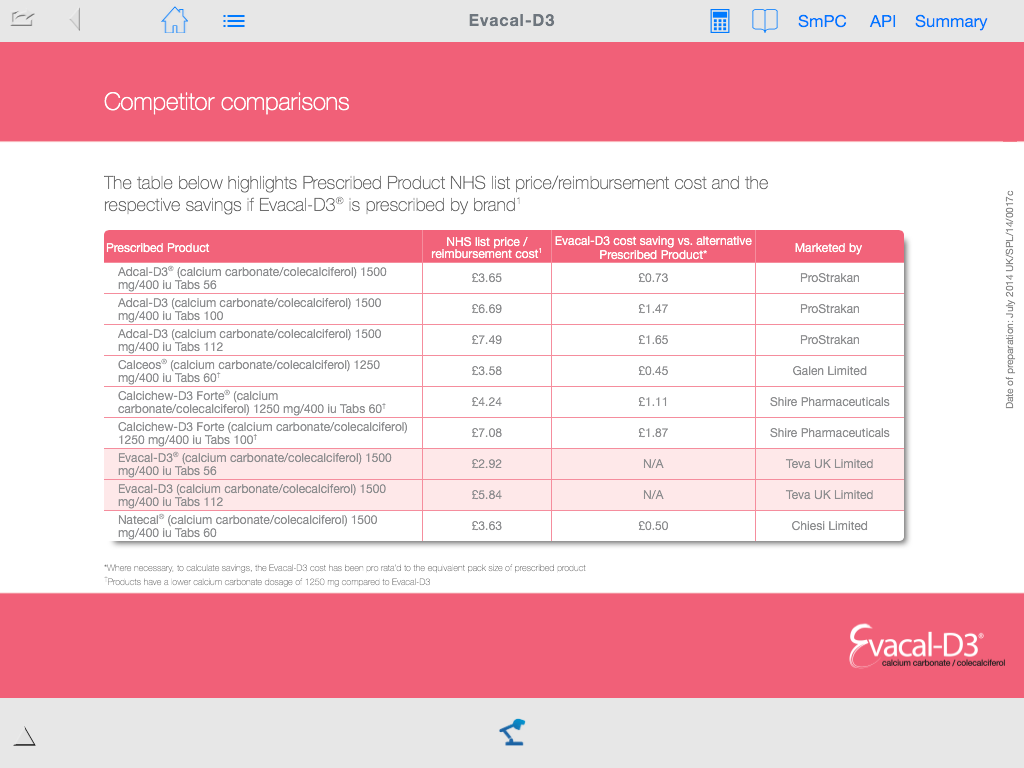 Evacal-D3
SmPC API Summary
Competitor comparisons
The table below highlights Prescribed Product NHS list price/reimbursement cost and the
respective savings if Evacal-D3® is prescribed by brand¹
Prescribed Product
NHS list price /
reimbursement cost¹
Evacal-D3 cost saving vs. alternative
Prescribed Product*
Marketed by
Adcal-D3® (calcium carbonate/colecalciferol) 1500
mg/400 iu Tabs 56
£3.65
£0.73
ProStrakan
Adcal-D3 (calcium carbonate/colecalciferol) 1500
mg/400 iu Tabs 100
£6.69
£1.47
ProStrakan
Adcal-D3 (calcium carbonate/colecalciferol) 1500
mg/400 iu Tabs 112
£7.49
£1.65
ProStrakan
Calceos® (calcium carbonate/colecalciferol) 1250
mg/400 iu Tabs 60†
£3.58
£0.45
Galen Limited
Calcichew-D3 Forte® (calcium
carbonate/colecalciferol) 1250 mg/400 iu Tabs 60†
£4.24
£1.11
Shire Pharmaceuticals
Calcichew-D3 Forte (calcium carbonate/colecalciferol)
1250 mg/400 iu Tabs 100†
£7.08
£1.87
Shire Pharmaceuticals
Evacal-D3® (calcium carbonate/colecalciferol) 1500
mg/400 iu Tabs 56
£2.92
N/A
Teva UK Limited
Evacal-D3 (calcium carbonate/colecalciferol) 1500
mg/400 iu Tabs 112
£5.84
N/A
Teva UK Limited
Natecal® (calcium carbonate/colecalciferol) 1500
mg/400 iu Tabs 60
£3.63
£0.50
Chiesi Limited
*Where necessary, to calculate savings, the Evacal-D3 cost has been pro rata'd to the equivalent pack size of prescribed product
†Products have a lower calcium carbonate dosage of 1250 mg compared to Evacal-D3
Date of preparation: July 2014 UK/SPL/14/0017c
Evacal-D3®
calcium carbonate / colecalciferol